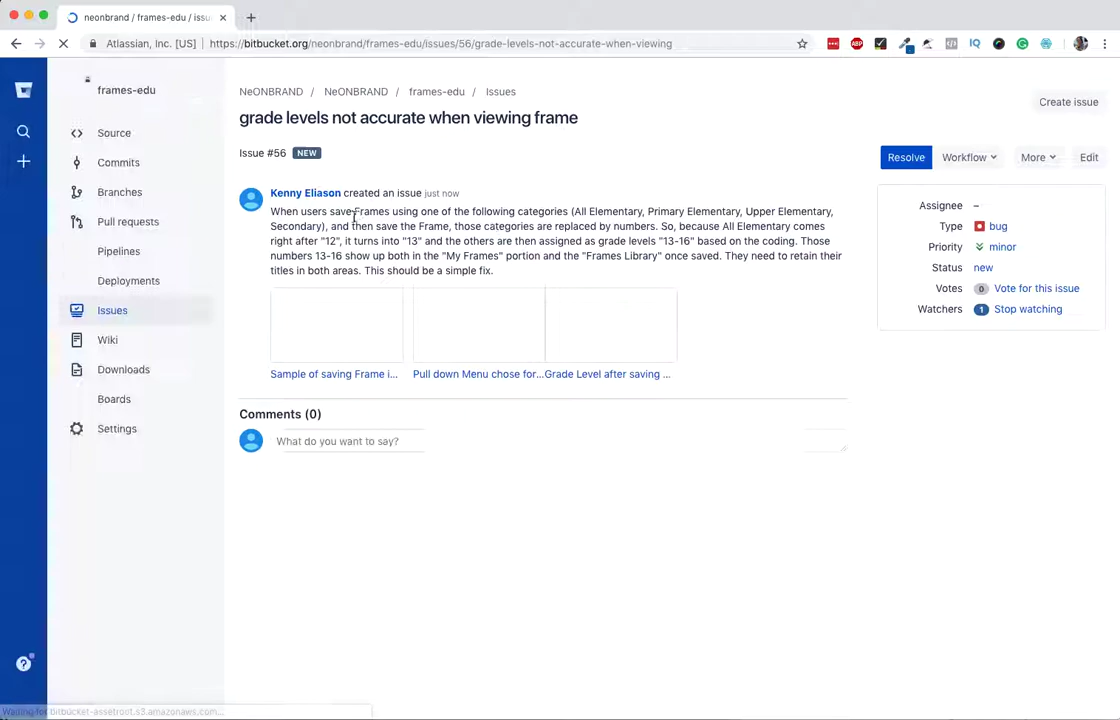 neonbrand / frames-edu / issu
Atlassian, Inc. [US]
https://bitbucket.org/neonbrand/frames-edu/issues/56/grade-levels-not-accurate-when-viewing
ABP
IQ
frames-edu
Source
Commits
Branches
Pull requests
Pipelines
Deployments
Issues
Wiki
Downloads
Boards
Settings
NeONBRAND / NeONBRAND / frames-edu / Issues
Create issue
grade levels not accurate when viewing frame
Issue #56 NEW
Resolve Workflow More Edit
Kenny Eliason created an issue just now
When users save Frames using one of the following categories (All Elementary, Primary Elementary, Upper Elementary,
Secondary), and then save the Frame, those categories are replaced by numbers. So, because All Elementary comes
right after "12", it turns into "13" and the others are then assigned as grade levels "13-16" based on the coding. Those
numbers 13-16 show up both in the "My Frames" portion and the "Frames Library" once saved. They need to retain their
titles in both areas. This should be a simple fix.
Sample of saving Frame i... Pull down Menu chose for... Grade Level after saving ...
Assignee –
Type bug
Priority minor
Status new
Votes 0 Vote for this issue
Watchers 1 Stop watching
Comments (0)
What do you want to say?
Waiting for bitbucket-assetroot.s3.amazonaws.com...